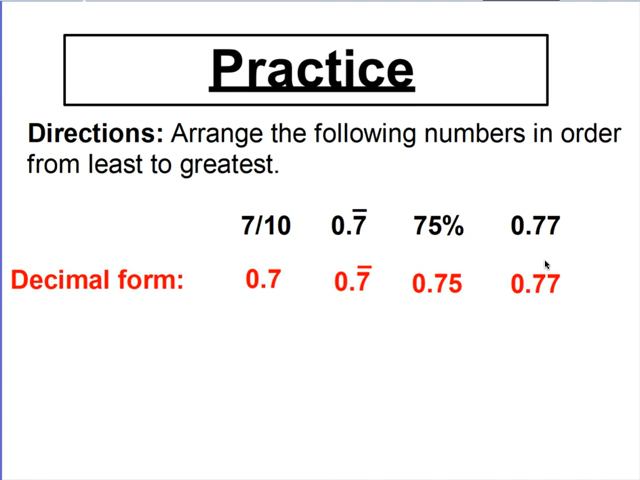 Practice
Directions: Arrange the following numbers in order
from least to greatest.
7/10 0.7̅ 75% 0.77
Decimal form: 0.7 0.7̅ 0.75 0.77